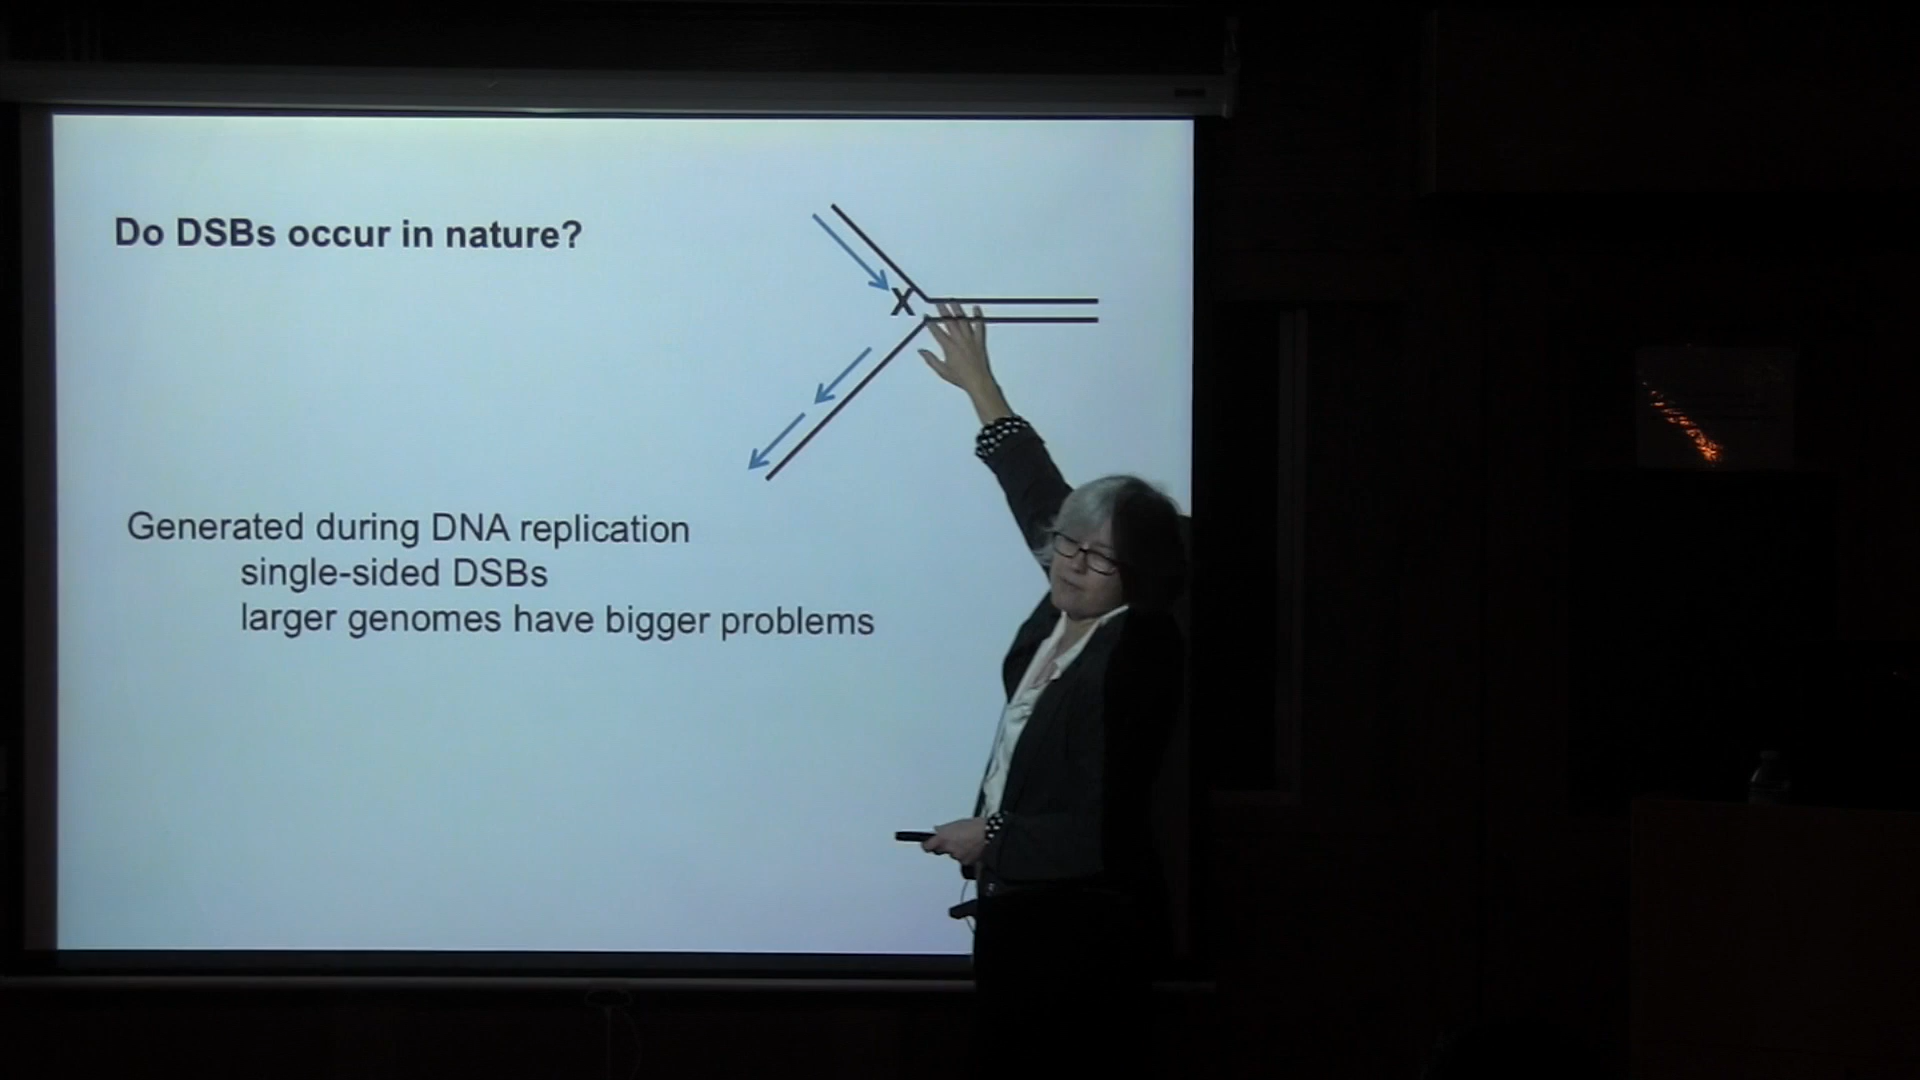 Do DSBs occur in nature?
X
Generated during DNA replication
single-sided DSBs
larger genomes have bigger problems